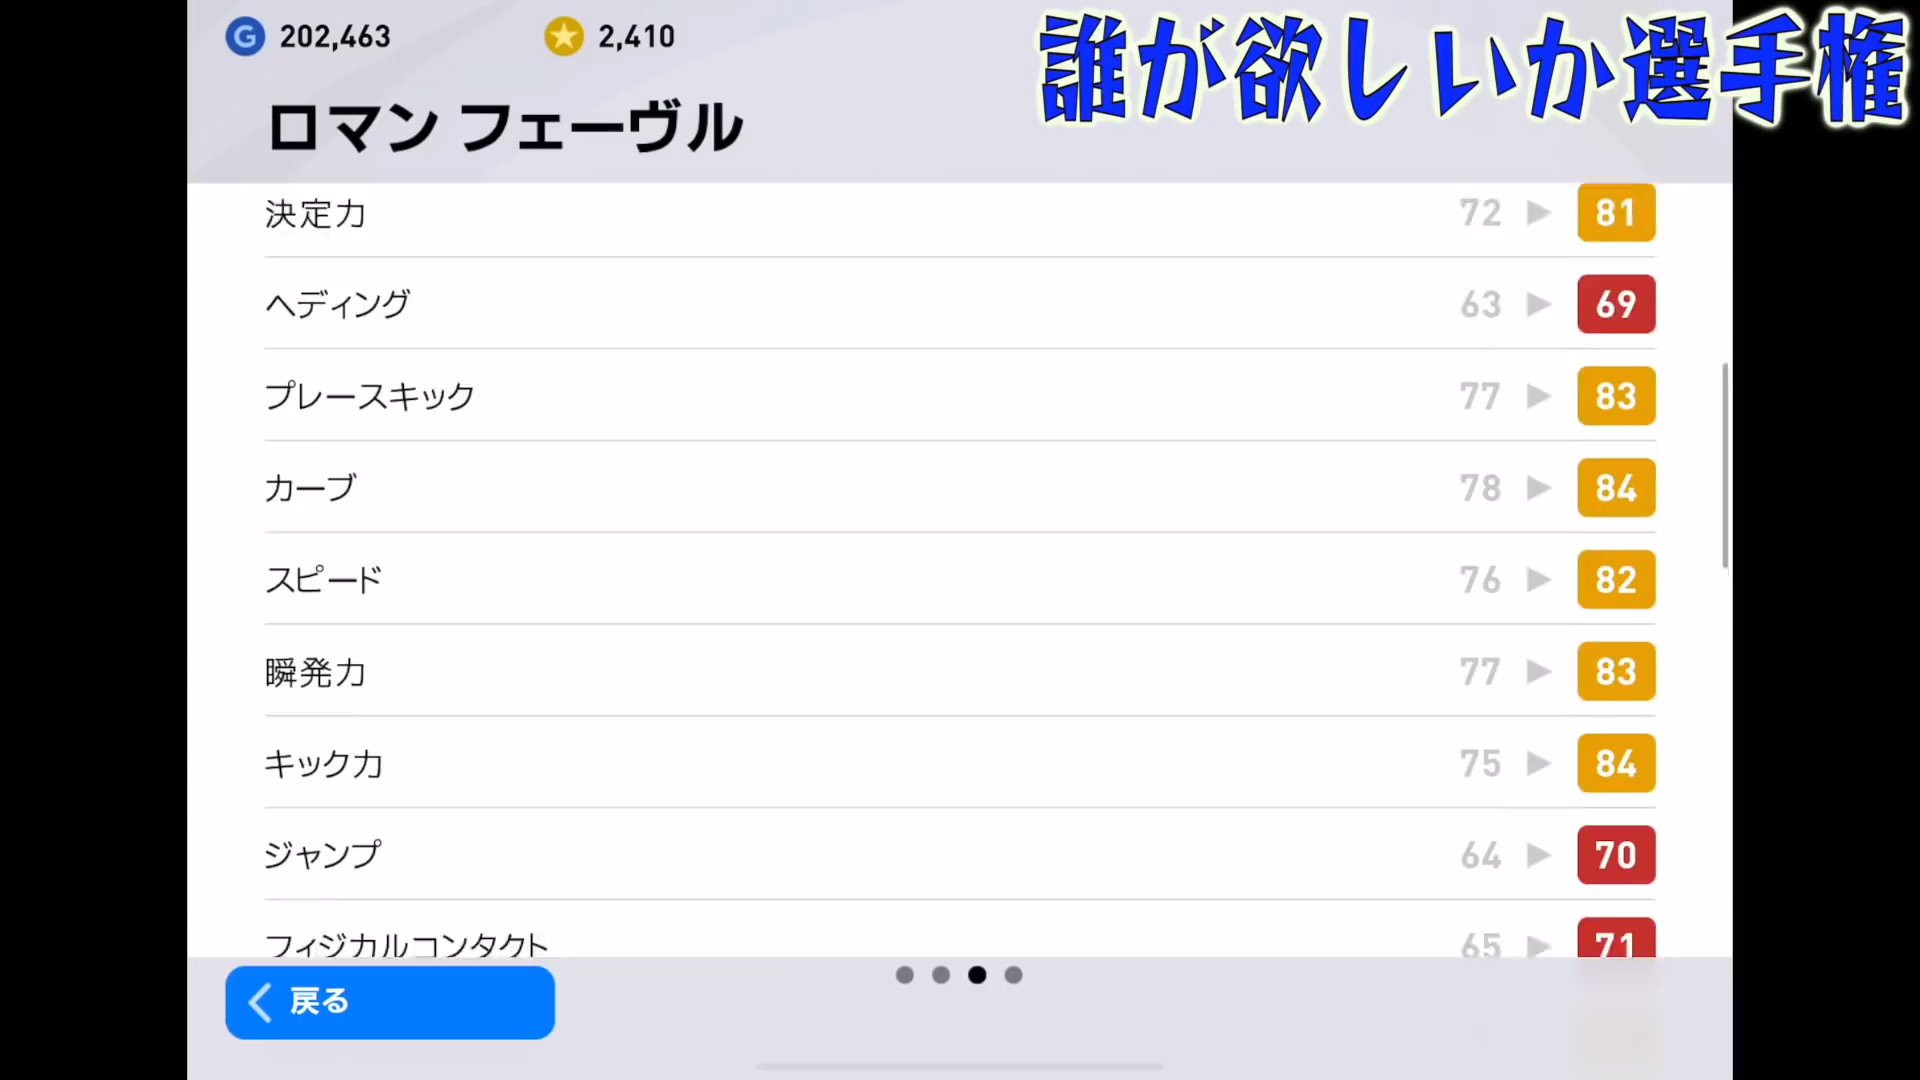 G 202,463 2,410
誰が欲しいか選手権
ロマン フェーヴル
決定力 72 ▶ 81
ヘディング 63 ▶ 69
プレースキック 77 ▶ 83
カーブ 78 ▶ 84
スピード 76 ▶ 82
瞬発力 77 ▶ 83
キック力 75 ▶ 84
ジャンプ 64 ▶ 70
フィジカルコンタクト 65 ▶ 71
戻る